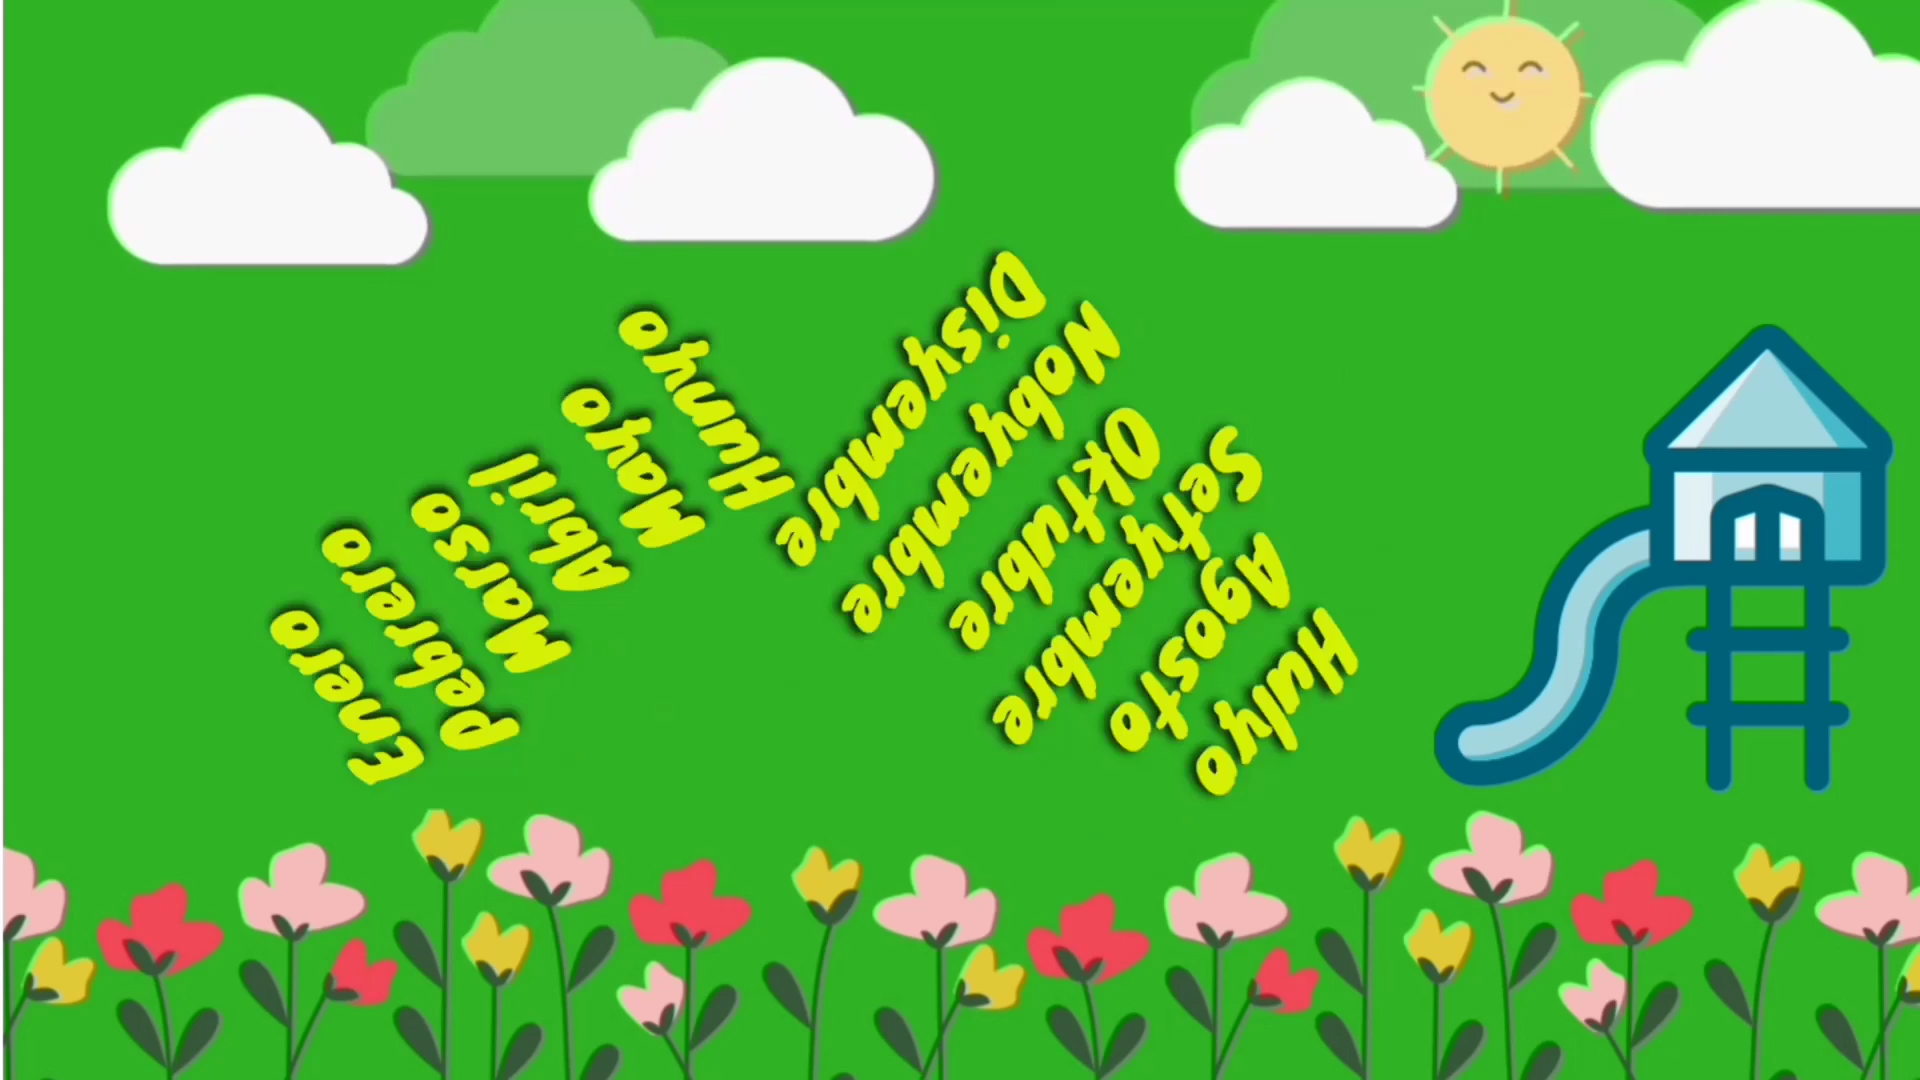 Enero
Pebrero
Marso
Abril
Mayo
Hunyo
Hulyo
Agosto
Setyembre
Oktubre
Nobyembre
Disyembre